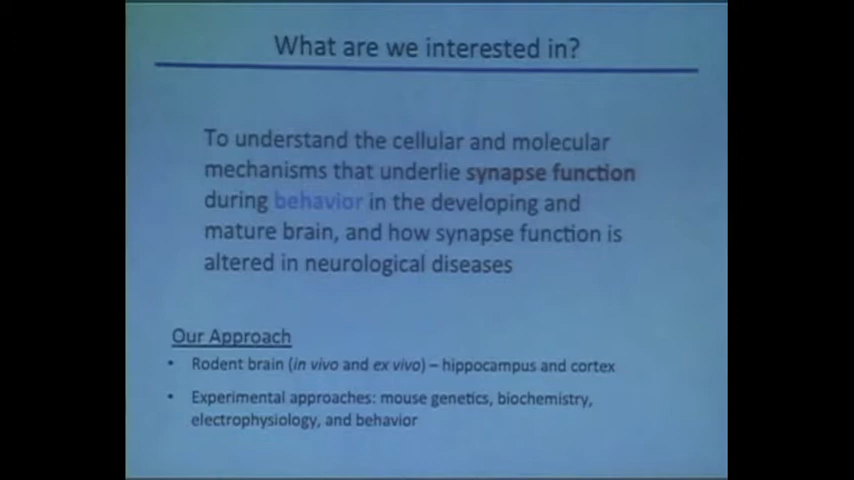 What are we interested in?
To understand the cellular and molecular
mechanisms that underlie synapse function
during behavior in the developing and
mature brain, and how synapse function is
altered in neurological diseases
Our Approach
• Rodent brain (in vivo and ex vivo) – hippocampus and cortex
• Experimental approaches: mouse genetics, biochemistry,
electrophysiology, and behavior